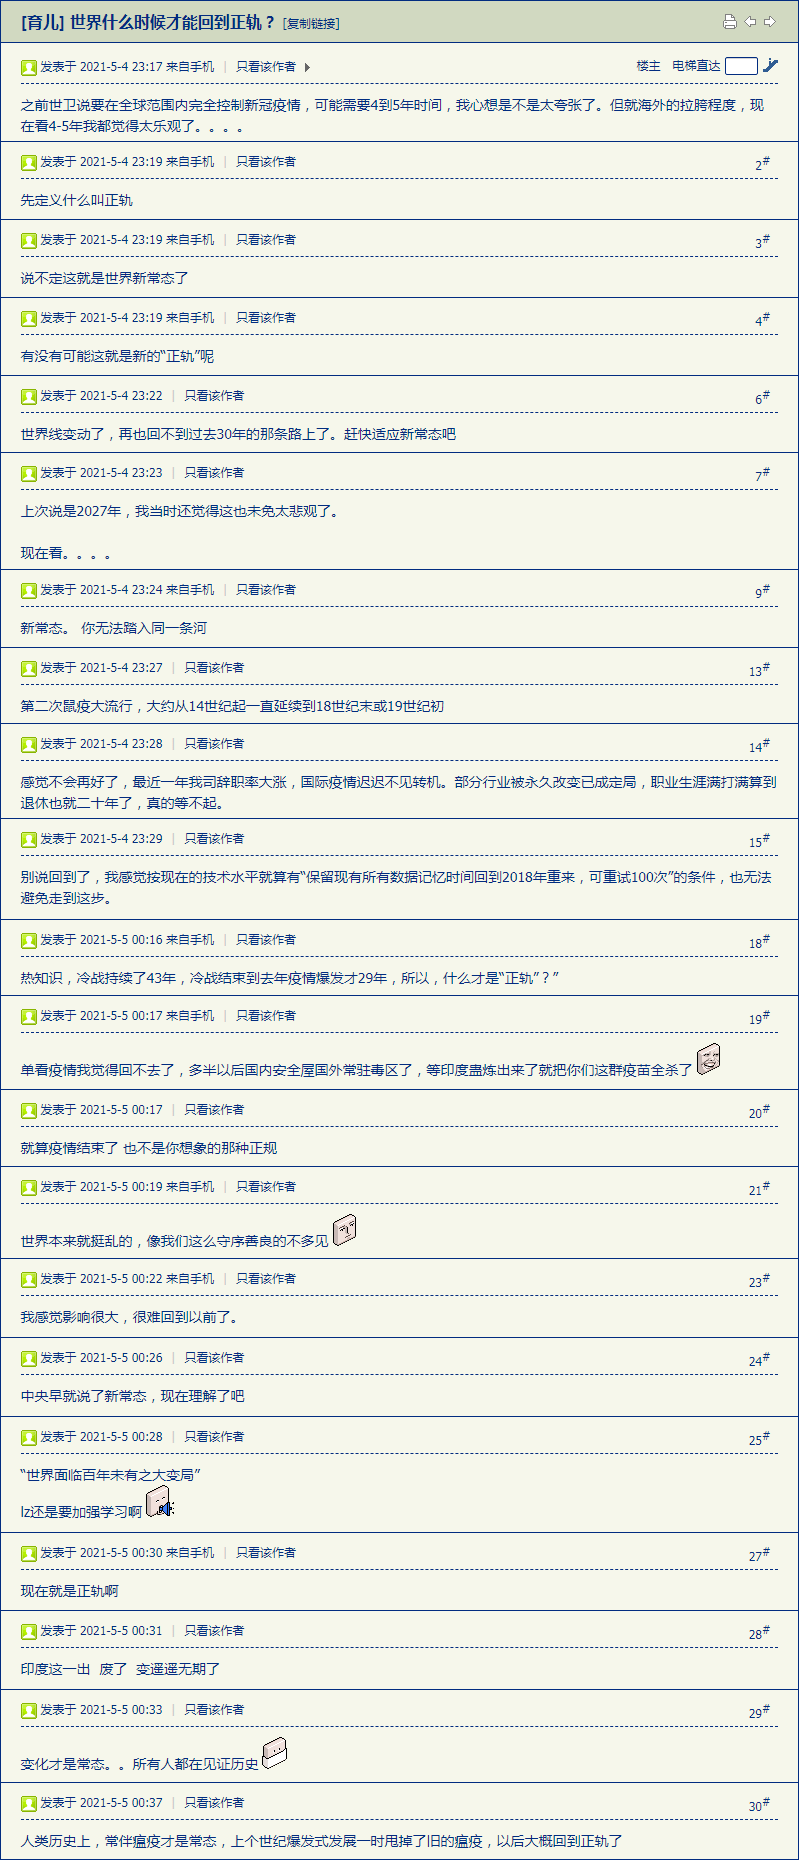 [育儿] 世界什么时候才能回到正轨？ [复制链接]
发表于 2021-5-4 23:17 来自手机 | 只看该作者 楼主 电梯直达
之前世卫说要在全球范围内完全控制新冠疫情，可能需要4到5年时间，我心想是不是太夸张了。但就海外的拉胯程度，现
在看4-5年我都觉得太乐观了。。。。
发表于 2021-5-4 23:19 来自手机 | 只看该作者 2#
先定义什么叫正轨
发表于 2021-5-4 23:19 来自手机 | 只看该作者 3#
说不定这就是世界新常态了
发表于 2021-5-4 23:19 来自手机 | 只看该作者 4#
有没有可能这就是新的“正轨”呢
发表于 2021-5-4 23:22 | 只看该作者 6#
世界线变动了，再也回不到过去30年的那条路上了。赶快适应新常态吧
发表于 2021-5-4 23:23 | 只看该作者 7#
上次说是2027年，我当时还觉得这也未免太悲观了。
现在看。。。。
发表于 2021-5-4 23:24 来自手机 | 只看该作者 9#
新常态。 你无法踏入同一条河
发表于 2021-5-4 23:27 | 只看该作者 13#
第二次鼠疫大流行，大约从14世纪起一直延续到18世纪末或19世纪初
发表于 2021-5-4 23:28 | 只看该作者 14#
感觉不会再好了，最近一年我司辞职率大涨，国际疫情迟迟不见转机。部分行业被永久改变已成定局，职业生涯满打满算到
退休也就二十年了，真的等不起。
发表于 2021-5-4 23:29 | 只看该作者 15#
别说回到了，我感觉按现在的技术水平就算有“保留现有所有数据记忆时间回到2018年重来，可重试100次”的条件，也无法
避免走到这步。
发表于 2021-5-5 00:16 来自手机 | 只看该作者 18#
热知识，冷战持续了43年，冷战结束到去年疫情爆发才29年，所以，什么才是“正轨”？”
发表于 2021-5-5 00:17 来自手机 | 只看该作者 19#
单看疫情我觉得回不去了，多半以后国内安全屋国外常驻毒区了，等印度蛊炼出来了就把你们这群疫苗全杀了
发表于 2021-5-5 00:17 | 只看该作者 20#
就算疫情结束了 也不是你想象的那种正规
发表于 2021-5-5 00:19 来自手机 | 只看该作者 21#
世界本来就挺乱的，像我们这么守序善良的不多见
发表于 2021-5-5 00:22 来自手机 | 只看该作者 23#
我感觉影响很大，很难回到以前了。
发表于 2021-5-5 00:26 | 只看该作者 24#
中央早就说了新常态，现在理解了吧
发表于 2021-5-5 00:28 | 只看该作者 25#
“世界面临百年未有之大变局”
lz还是要加强学习啊
发表于 2021-5-5 00:30 来自手机 | 只看该作者 27#
现在就是正轨啊
发表于 2021-5-5 00:31 | 只看该作者 28#
印度这一出 废了 变遥遥无期了
发表于 2021-5-5 00:33 | 只看该作者 29#
变化才是常态。。所有人都在见证历史
发表于 2021-5-5 00:37 | 只看该作者 30#
人类历史上，常伴瘟疫才是常态，上个世纪爆发式发展一时甩掉了旧的瘟疫，以后大概回到正轨了